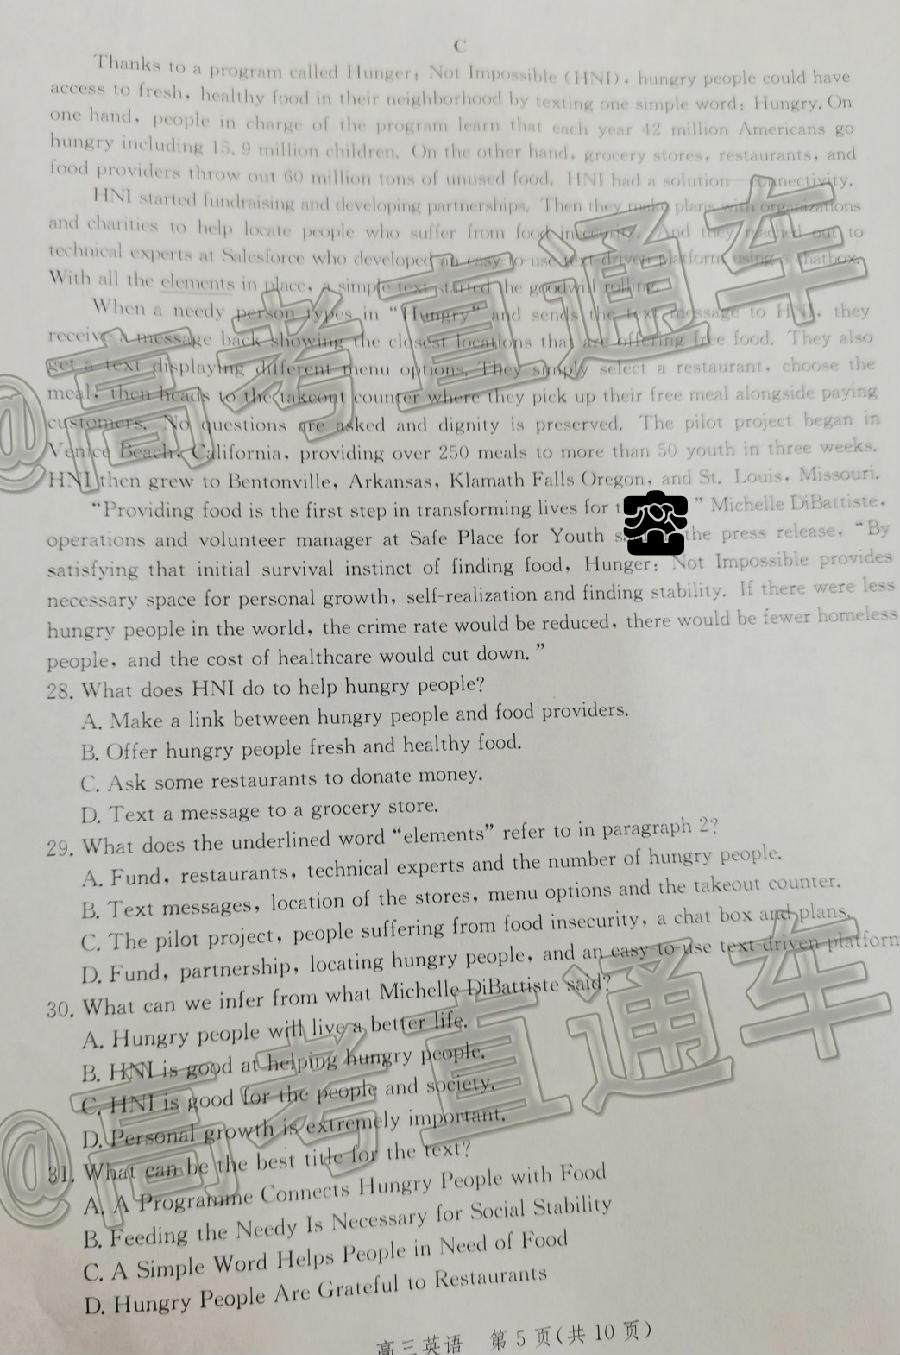 C
Thanks to a program called Hunger: Not Impossible (HNI), hungry people could have
access to fresh, healthy food in their neighborhood by texting one simple word: Hungry. On
one hand, people in charge of the program learn that each year 42 million Americans go
hungry including 13.9 million children. On the other hand, grocery stores, restaurants, and
food providers throw out 60 million tons of unused food. HNI had a solution—connectivity.
HNI started fundraising and developing partnerships. Then they make plans with organizations
and charities to help locate people who suffer from food insecurity. And they reached out to
technical experts at Salesforce who developed an easy to use text-driven platform using a chatbox.
With all the elements in place, a simple text started the goodwill rolling.
When a needy person types in "Hungry" and sends the text message to HNI, they
receive a message back showing the closest locations that are offering free food. They also
get a text displaying different menu options. They simply select a restaurant, choose the
meal, then heads to the takeout counter where they pick up their free meal alongside paying
customers. No questions are asked and dignity is preserved. The pilot project began in
Venice Beach, California, providing over 250 meals to more than 50 youth in three weeks.
HNI then grew to Bentonville, Arkansas, Klamath Falls Oregon, and St. Louis, Missouri.
"Providing food is the first step in transforming lives for " Michelle DiBattiste,
operations and volunteer manager at Safe Place for Youth the press release, "By
satisfying that initial survival instinct of finding food, Hunger: Not Impossible provides
necessary space for personal growth, self-realization and finding stability. If there were less
hungry people in the world, the crime rate would be reduced, there would be fewer homeless
people, and the cost of healthcare would cut down."
28. What does HNI do to help hungry people?
A. Make a link between hungry people and food providers.
B. Offer hungry people fresh and healthy food.
C. Ask some restaurants to donate money.
D. Text a message to a grocery store.
29. What does the underlined word "elements" refer to in paragraph 2?
A. Fund, restaurants, technical experts and the number of hungry people.
B. Text messages, location of the stores, menu options and the takeout counter.
C. The pilot project, people suffering from food insecurity, a chat box and plans.
D. Fund, partnership, locating hungry people, and an easy to use text-driven platform
30. What can we infer from what Michelle DiBattiste said?
A. Hungry people will live a better life.
B. HNI is good at helping hungry people.
C. HNI is good for the people and society.
D. Personal growth is extremely important.
31. What can be the best title for the text?
A. A Programme Connects Hungry People with Food
B. Feeding the Needy Is Necessary for Social Stability
C. A Simple Word Helps People in Need of Food
D. Hungry People Are Grateful to Restaurants
高三英语 第 5 页(共 10 页)
@高考直通车
@高考直通车